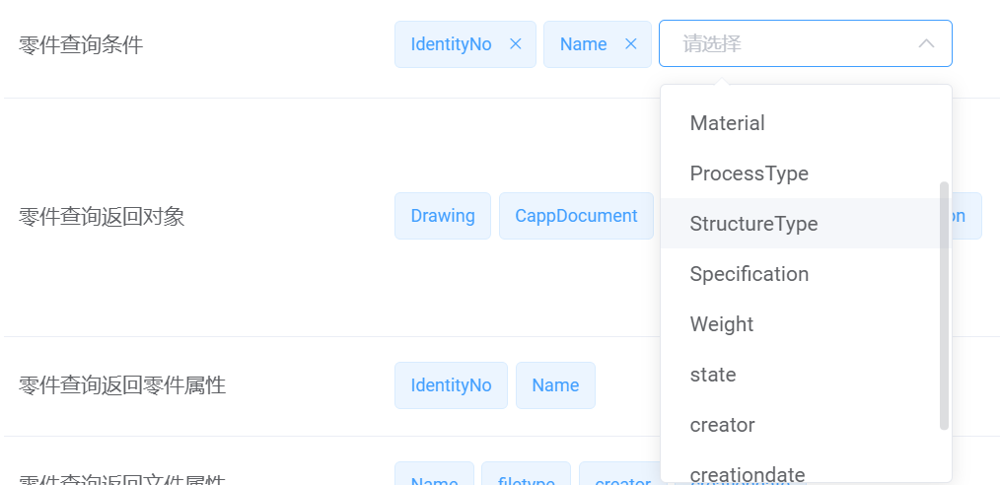 零件查询条件
IdentityNo
Name
请选择
Material
ProcessType
零件查询返回对象
Drawing
CappDocument
on
StructureType
Specification
Weight
零件查询返回零件属性
IdentityNo
Name
state
creator
零件查询返回文件属性
Name
filetype
creator
creationdate
creationdate